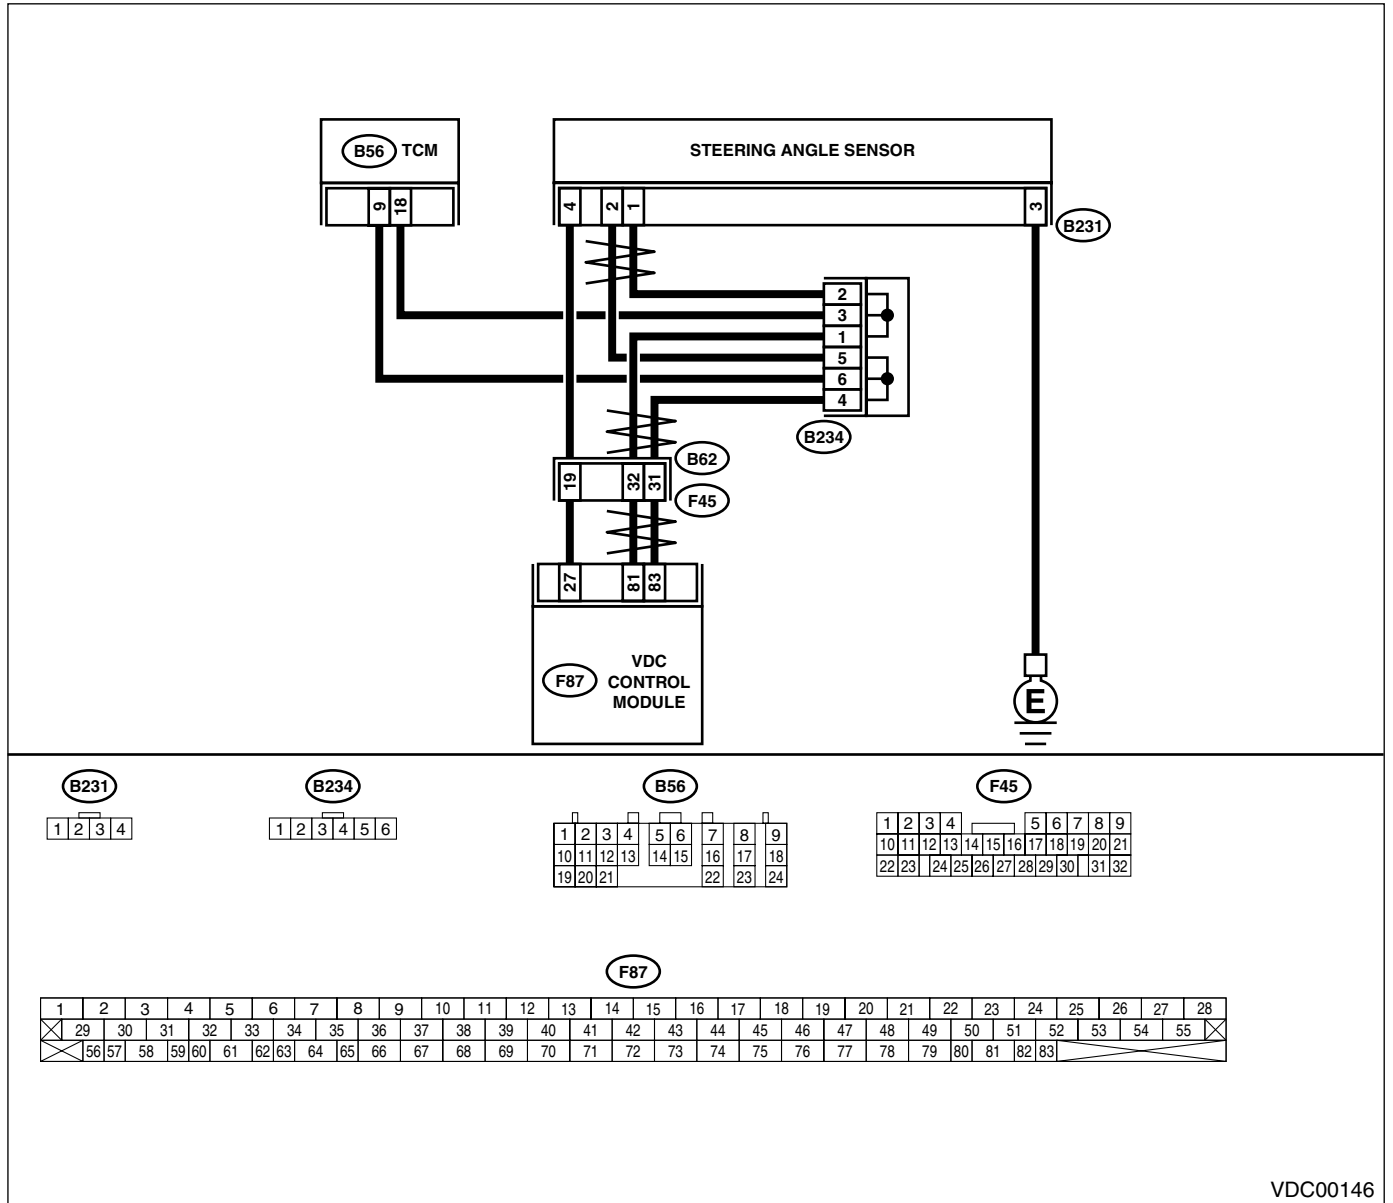 B56 TCM
STEERING ANGLE SENSOR
9 18
4 2 1 3
B231
2
3
1
5
6
4
B234
B62
19 32 31
F45
27 81 83
F87
VDC
CONTROL
MODULE
E
B231
1 2 3 4
B234
1 2 3 4 5 6
B56
1 2 3 4 5 6 7 8 9
10 11 12 13 14 15 16 17 18
19 20 21 22 23 24
F45
1 2 3 4 5 6 7 8 9
10 11 12 13 14 15 16 17 18 19 20 21
22 23 24 25 26 27 28 29 30 31 32
F87
1 2 3 4 5 6 7 8 9 10 11 12 13 14 15 16 17 18 19 20 21 22 23 24 25 26 27 28
29 30 31 32 33 34 35 36 37 38 39 40 41 42 43 44 45 46 47 48 49 50 51 52 53 54 55
56 57 58 59 60 61 62 63 64 65 66 67 68 69 70 71 72 73 74 75 76 77 78 79 80 81 82 83
VDC00146